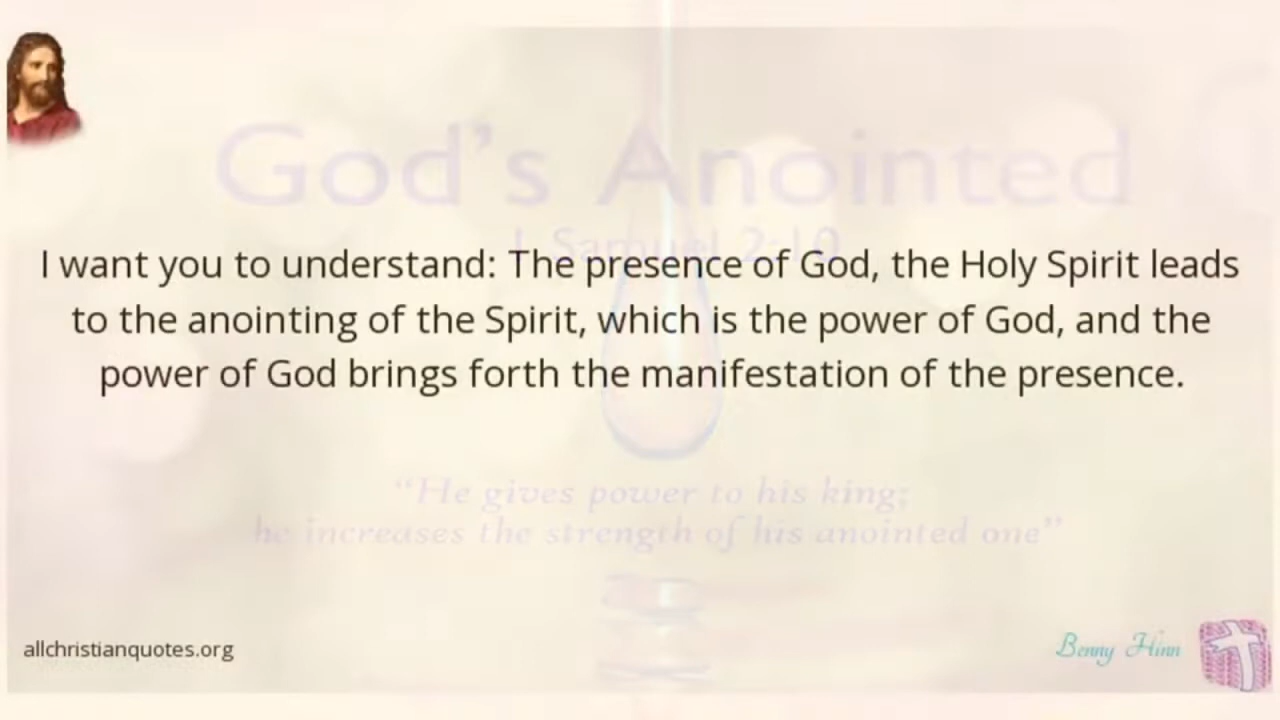 God's Anointed
1 Samuel 2:10
I want you to understand: The presence of God, the Holy Spirit leads
to the anointing of the Spirit, which is the power of God, and the
power of God brings forth the manifestation of the presence.
"He gives power to his king;
he increases the strength of his anointed one"
allchristianquotes.org
Benny Hinn